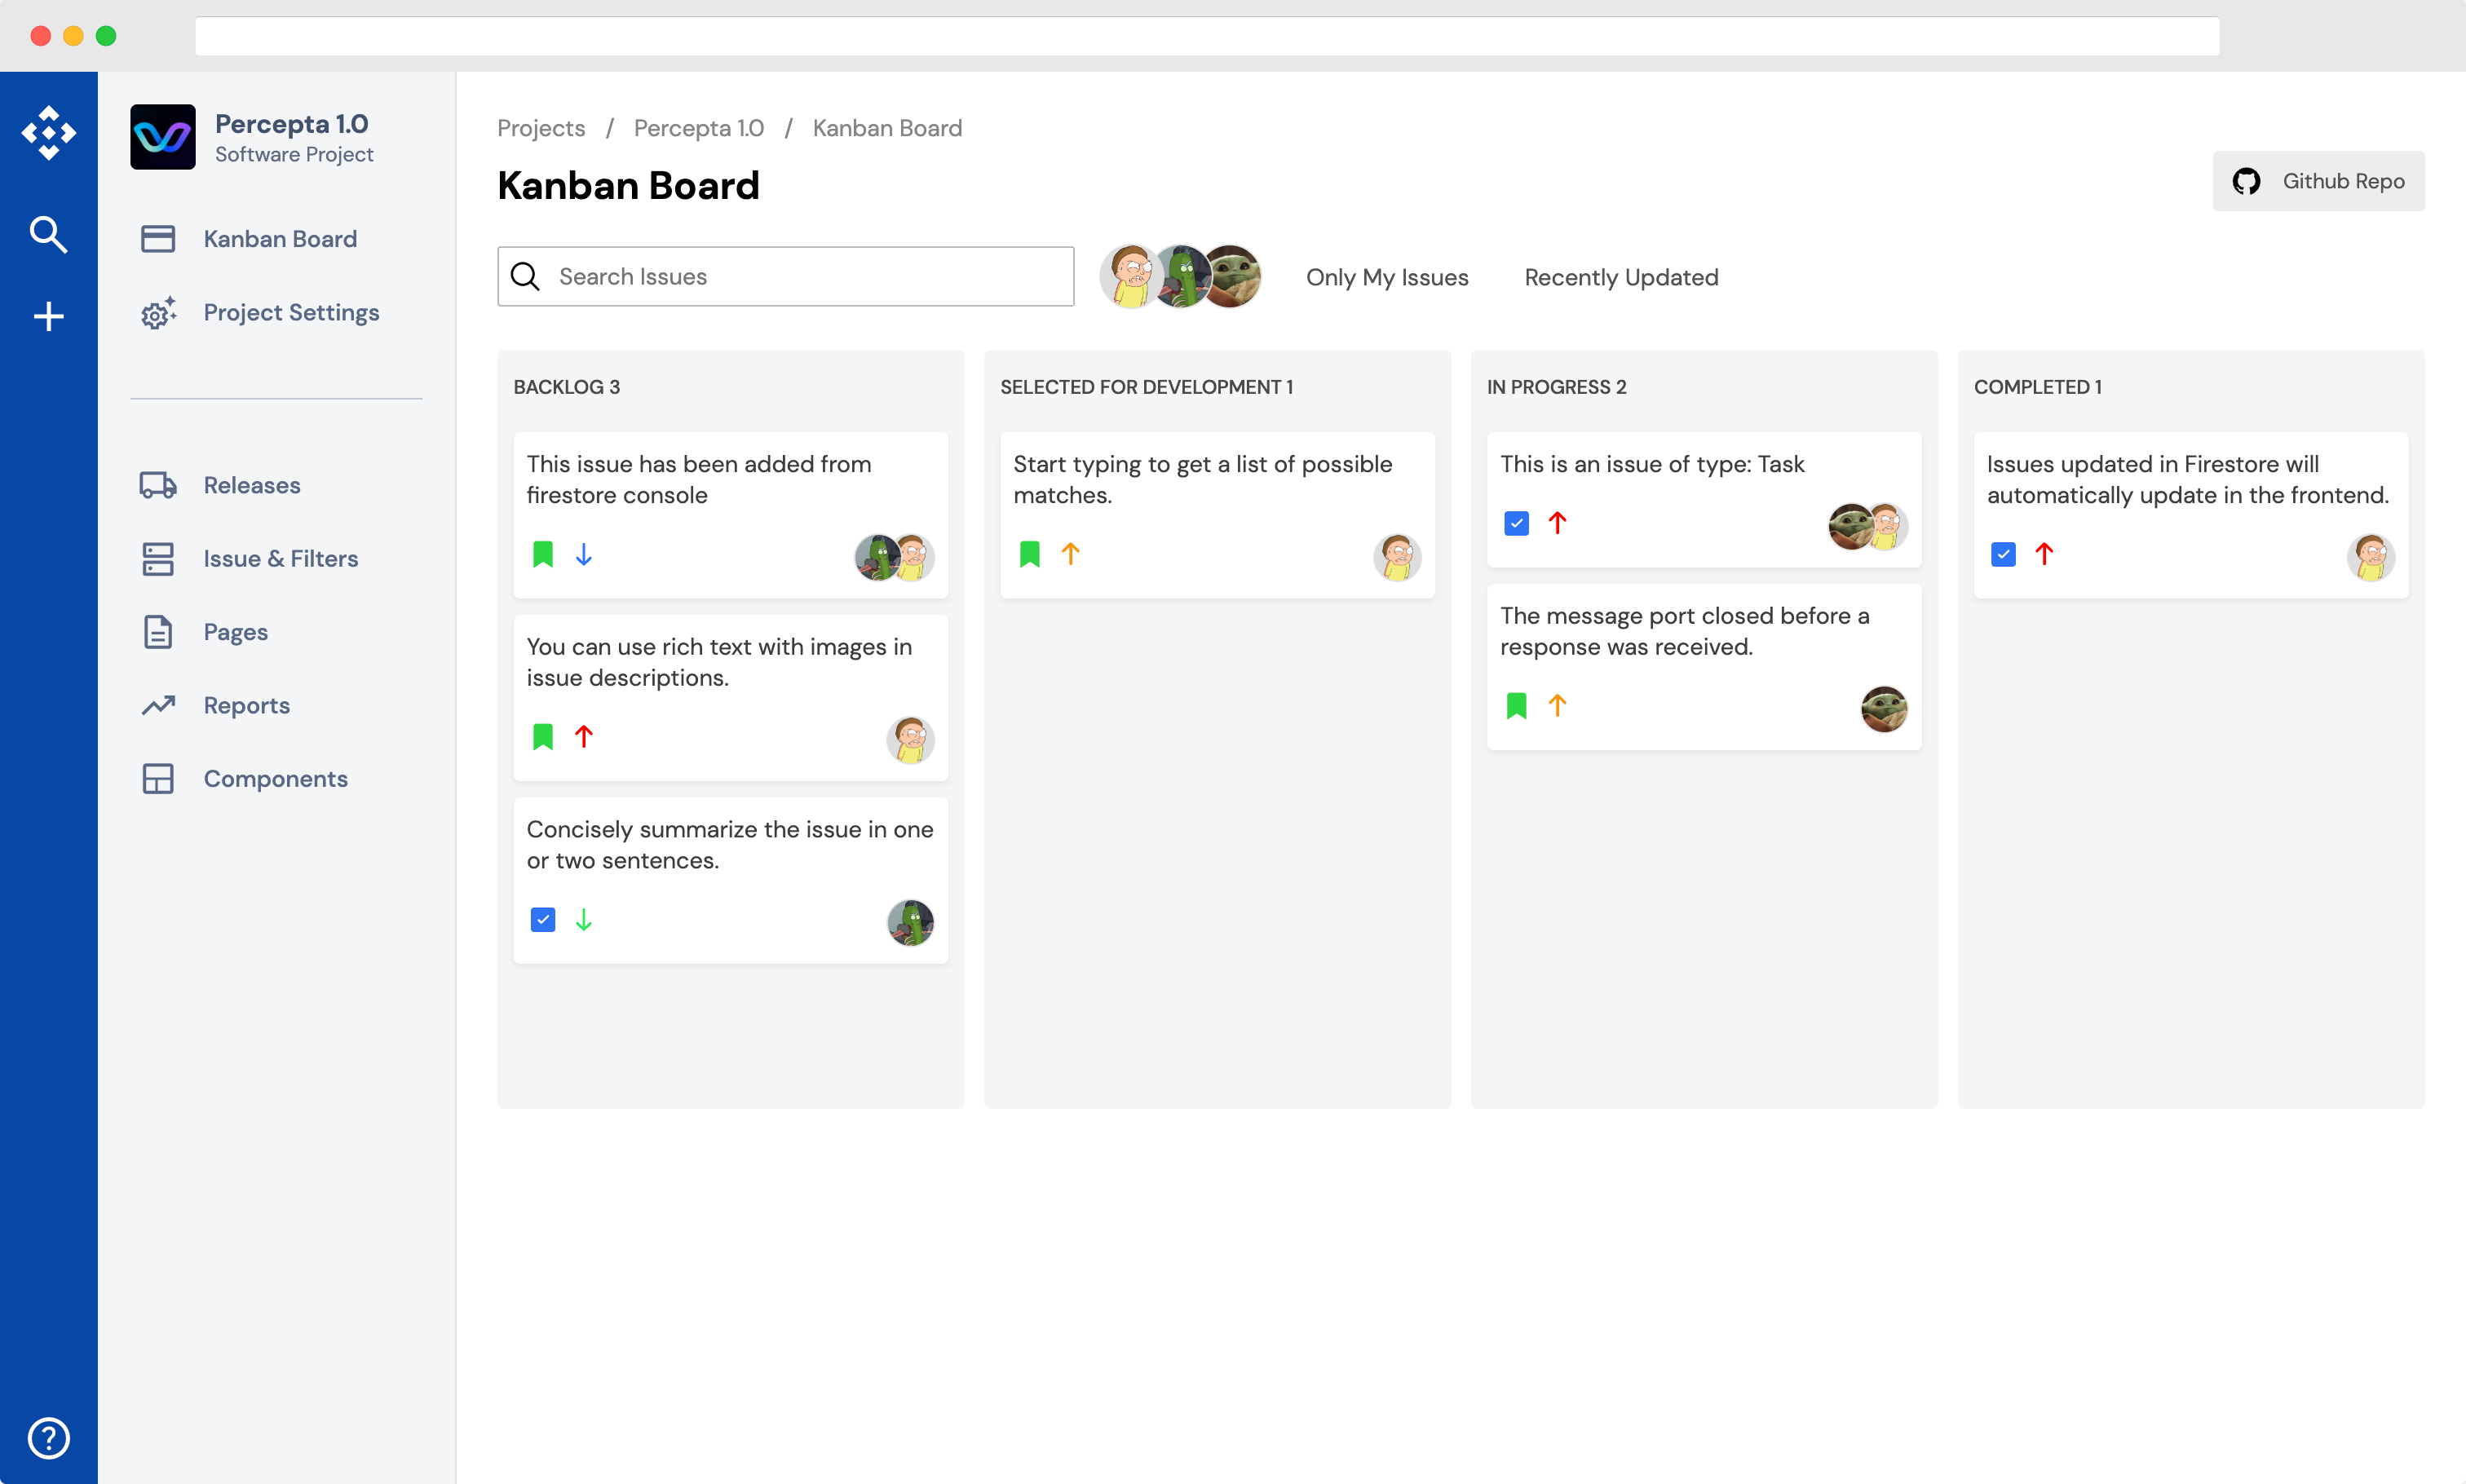 Percepta 1.0
Software Project
Kanban Board
Project Settings
Releases
Issue & Filters
Pages
Reports
Components
Projects / Percepta 1.0 / Kanban Board
Kanban Board
Github Repo
Search Issues
Only My Issues
Recently Updated
BACKLOG 3
This issue has been added from
firestore console
You can use rich text with images in
issue descriptions.
Concisely summarize the issue in one
or two sentences.
SELECTED FOR DEVELOPMENT 1
Start typing to get a list of possible
matches.
IN PROGRESS 2
This is an issue of type: Task
The message port closed before a
response was received.
COMPLETED 1
Issues updated in Firestore will
automatically update in the frontend.